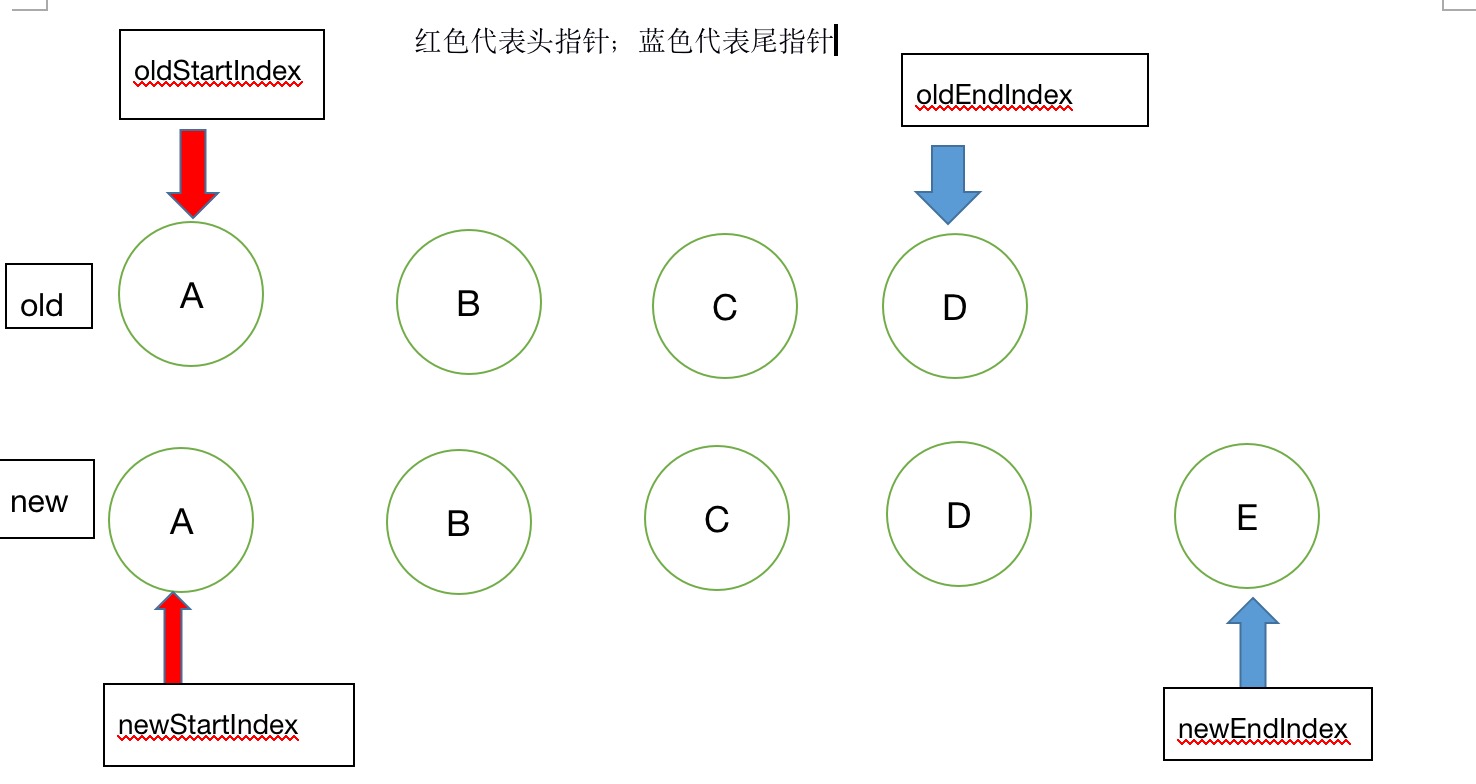 红色代表头指针；蓝色代表尾指针
oldStartIndex
oldEndIndex
old
A
B
C
D
new
A
B
C
D
E
newStartIndex
newEndIndex